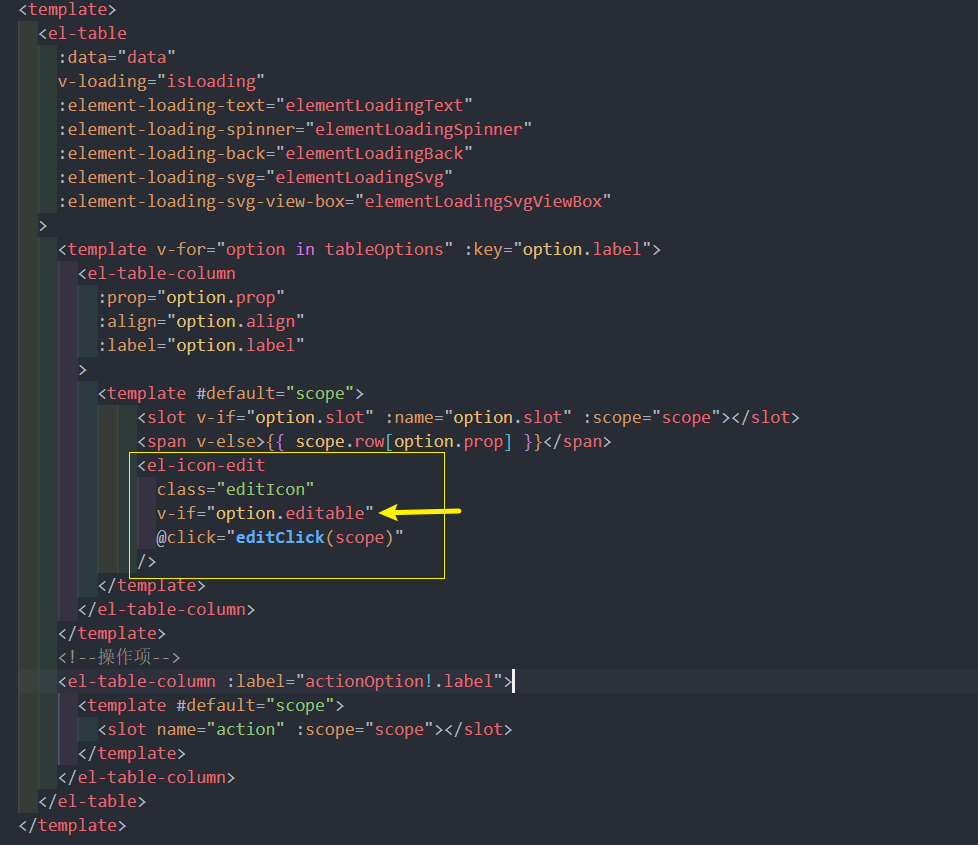 <template>
<el-table
:data="data"
v-loading="isLoading"
:element-loading-text="elementLoadingText"
:element-loading-spinner="elementLoadingSpinner"
:element-loading-back="elementLoadingBack"
:element-loading-svg="elementLoadingSvg"
:element-loading-svg-view-box="elementLoadingSvgViewBox"
>
<template v-for="option in tableOptions" :key="option.label">
<el-table-column
:prop="option.prop"
:align="option.align"
:label="option.label"
>
<template #default="scope">
<slot v-if="option.slot" :name="option.slot" :scope="scope"></slot>
<span v-else>{{ scope.row[option.prop] }}</span>
<el-icon-edit
class="editIcon"
v-if="option.editable"
@click="editClick(scope)"
/>
</template>
</el-table-column>
</template>
<!--操作项-->
<el-table-column :label="actionOption!.label">
<template #default="scope">
<slot name="action" :scope="scope"></slot>
</template>
</el-table-column>
</el-table>
</template>